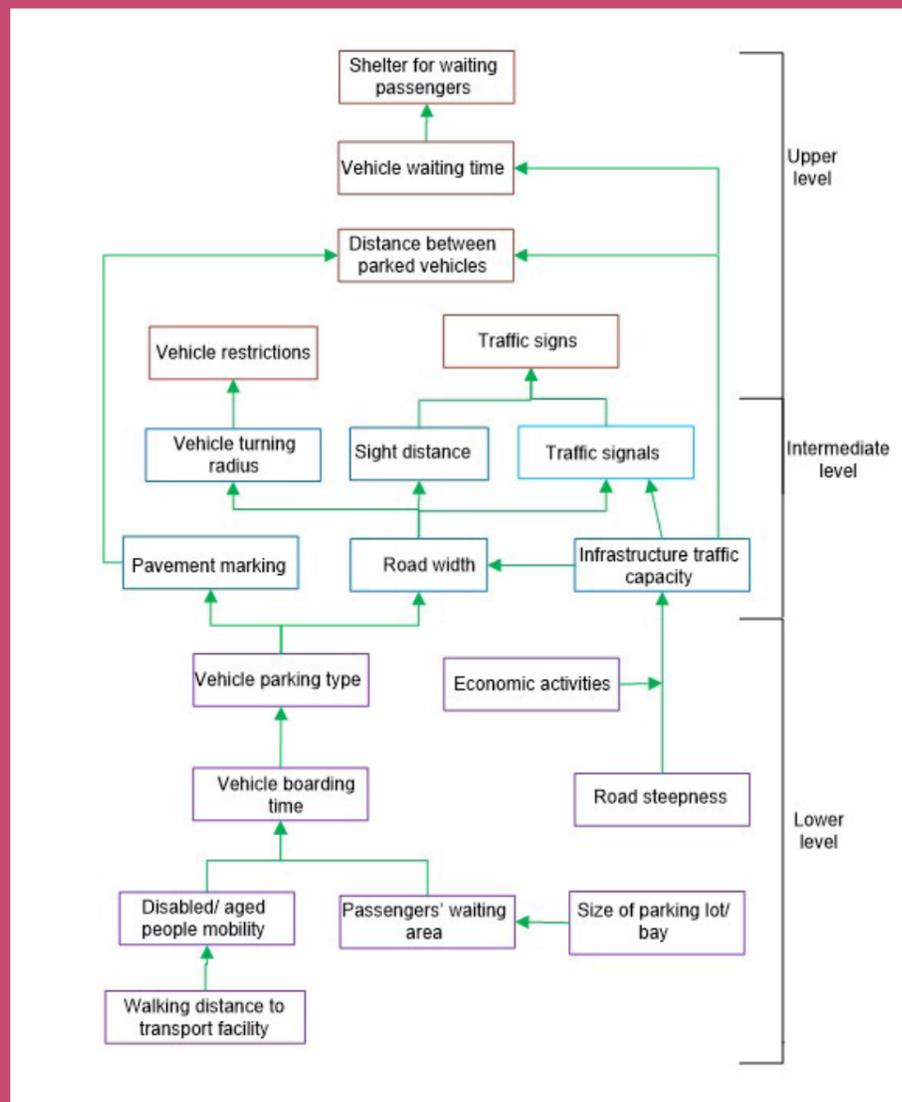 Shelter for waiting
passengers
Vehicle waiting time
Upper
level
Distance between
parked vehicles
Vehicle restrictions
Traffic signs
Vehicle turning
radius
Sight distance
Traffic signals
Intermediate
level
Pavement marking
Road width
Infrastructure traffic
capacity
Vehicle parking type
Economic activities
Vehicle boarding
time
Road steepness
Lower
level
Disabled/ aged
people mobility
Passengers' waiting
area
Size of parking lot/
bay
Walking distance to
transport facility